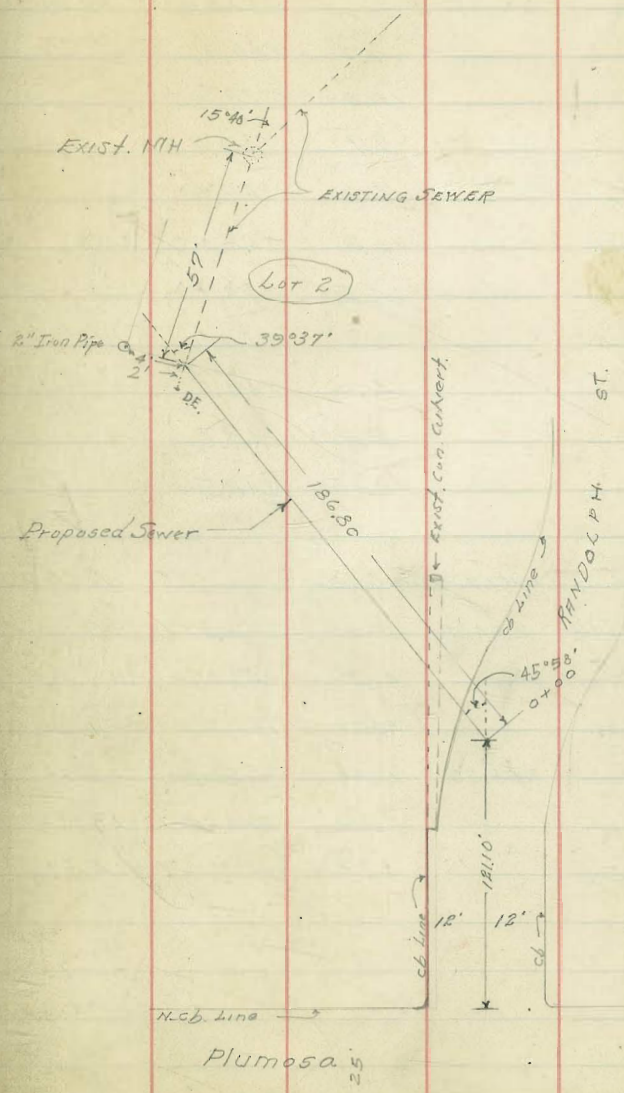 15°40'
Exist. MH
EXISTING SEWER
57'
Lot 2
2" Iron Pipe
39°37'
4'
2'
D.E.
186.80
Proposed Sewer
Exist. Con. Culvert.
cb Line
RANDOLPH ST.
45°58'
0+00
121.10'
cb Line
12'
12'
cb
N. cb. Line
Plumosa
25'